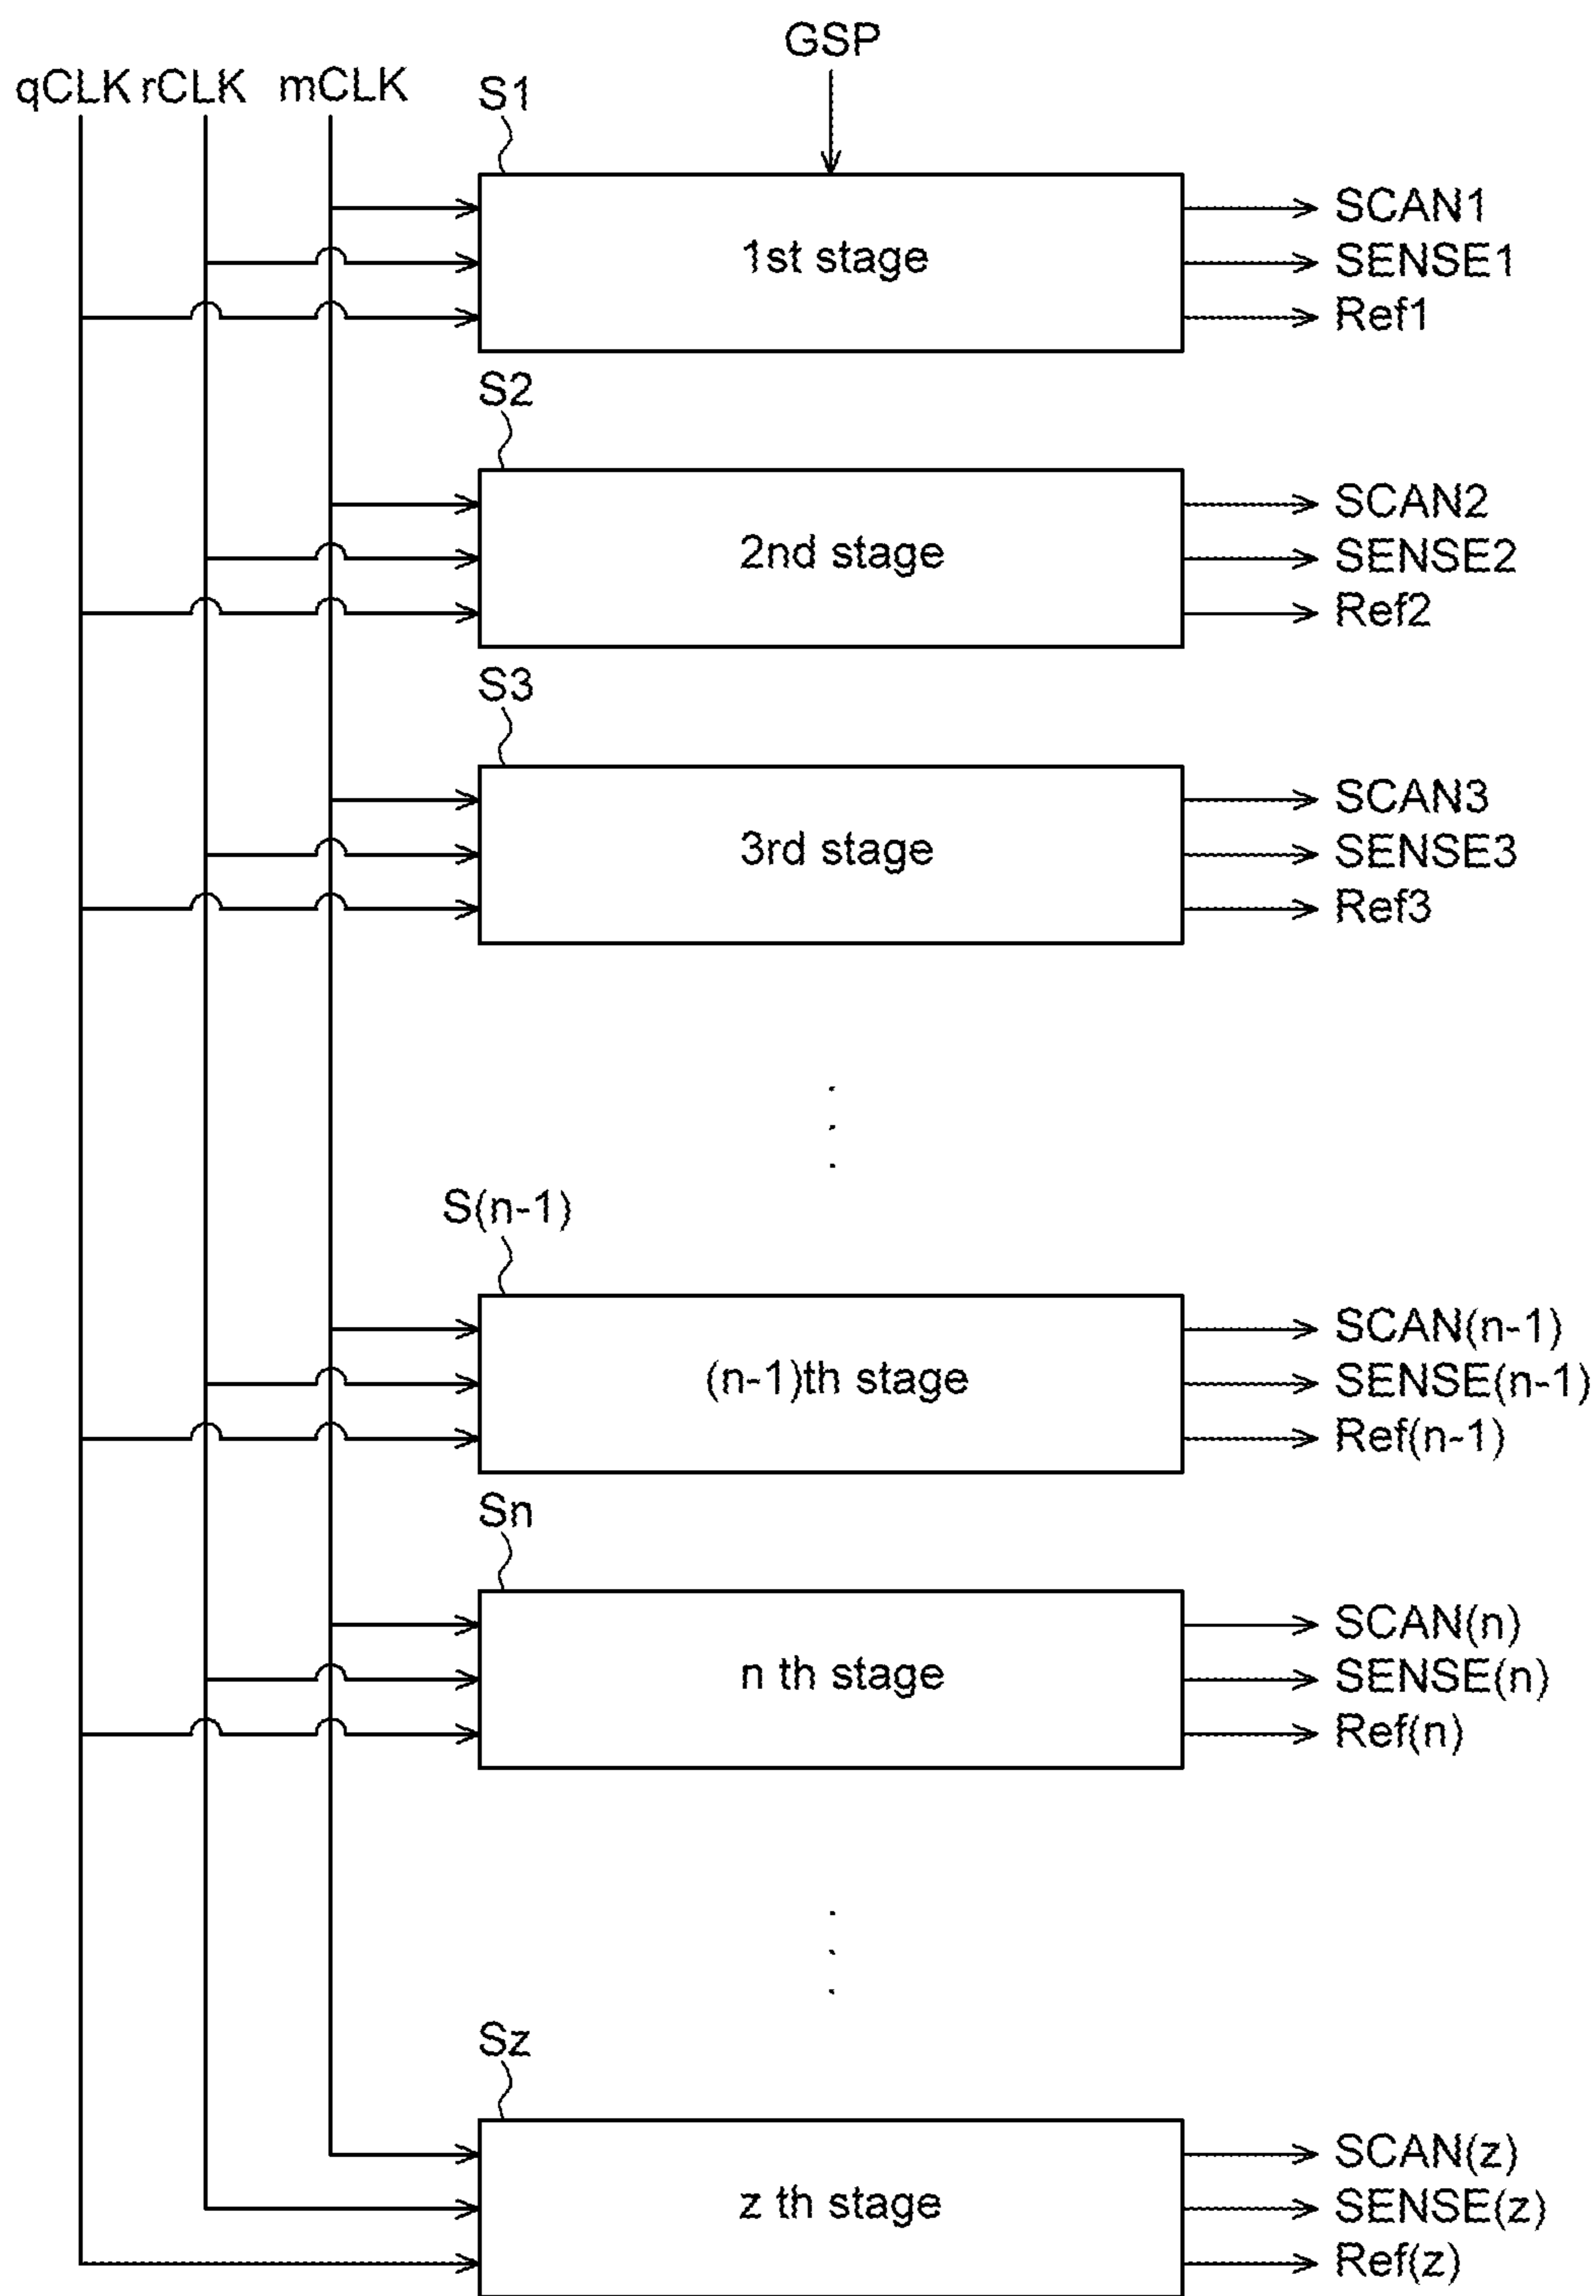 GSP
qCLK rCLK mCLK
S1
1st stage
SCAN1
SENSE1
Ref1
S2
2nd stage
SCAN2
SENSE2
Ref2
S3
3rd stage
SCAN3
SENSE3
Ref3
S(n-1)
(n-1)th stage
SCAN(n-1)
SENSE(n-1)
Ref(n-1)
Sn
n th stage
SCAN(n)
SENSE(n)
Ref(n)
Sz
z th stage
SCAN(z)
SENSE(z)
Ref(z)